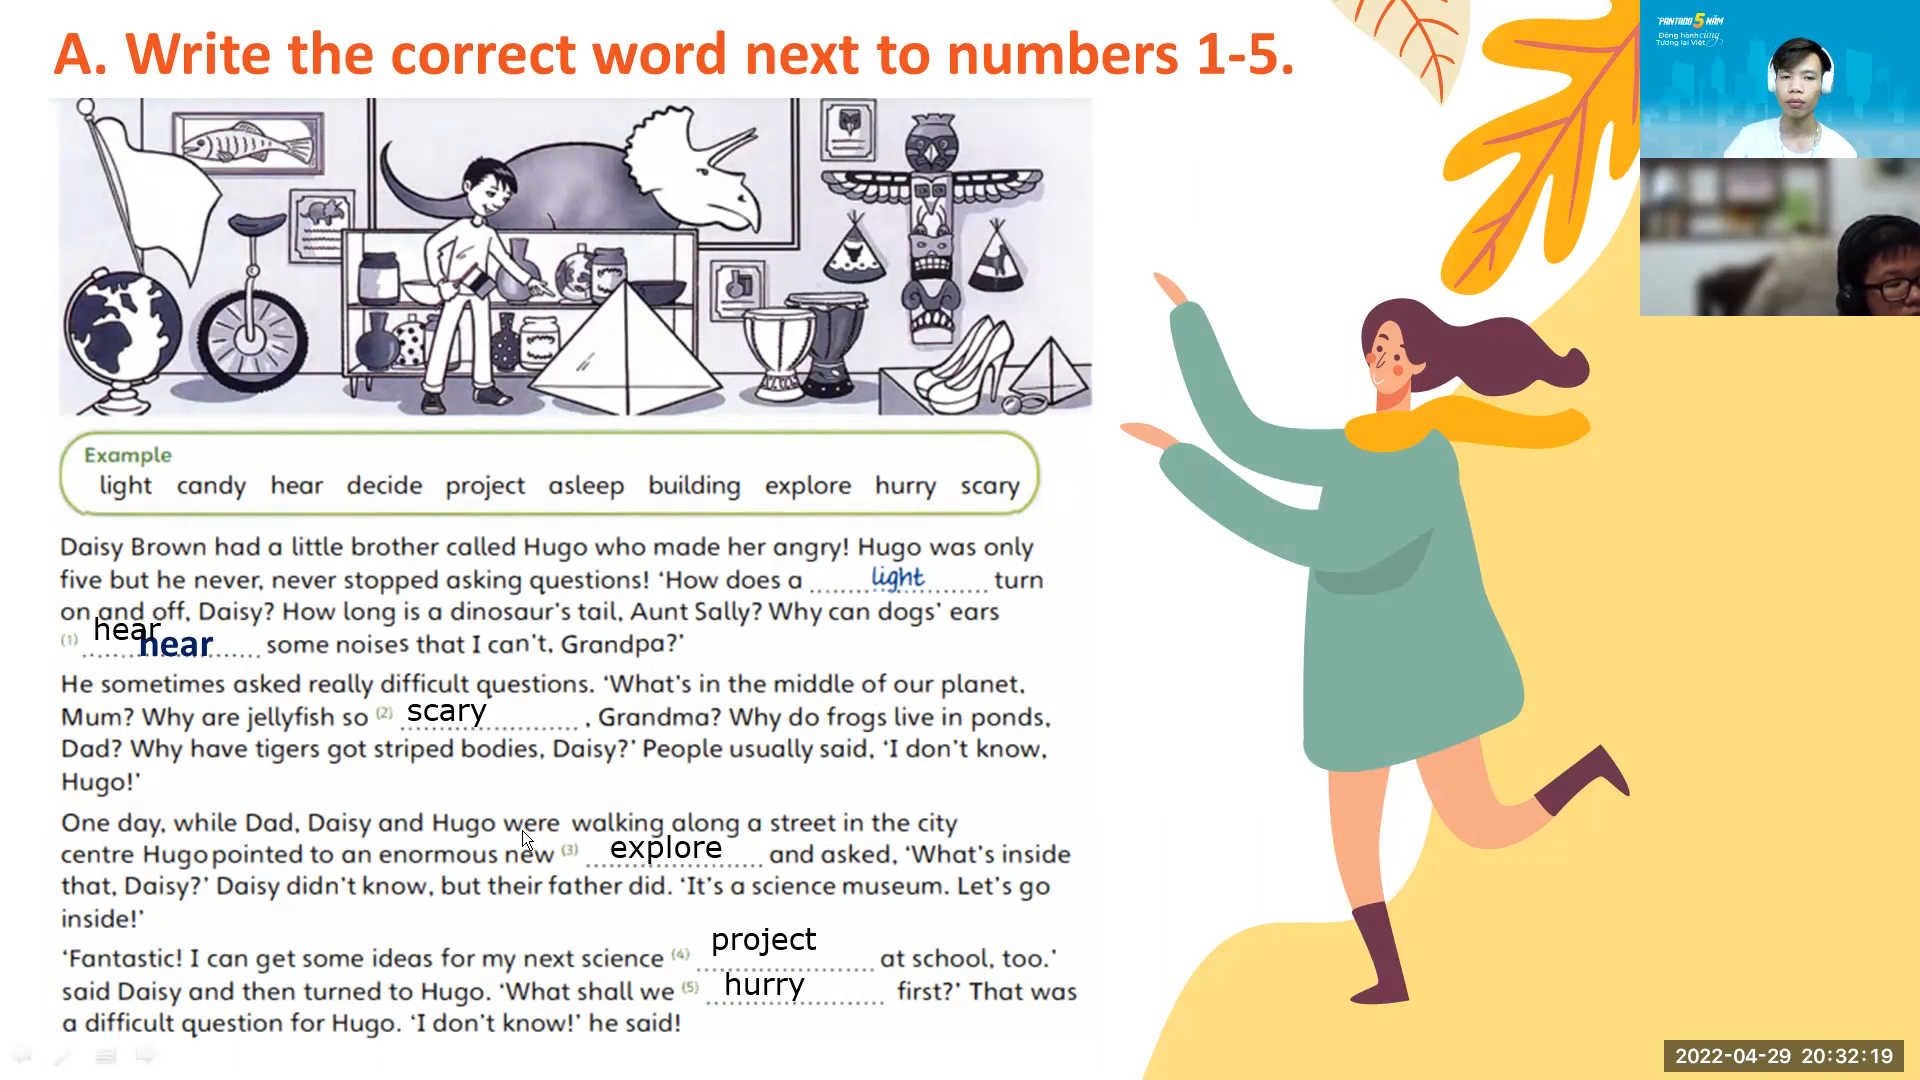 A. Write the correct word next to numbers 1-5.
PANTADO 5 NĂM
Đồng hành cùng
Tương lai Việt
Example
light candy hear decide project asleep building explore hurry scary
Daisy Brown had a little brother called Hugo who made her angry! Hugo was only
five but he never, never stopped asking questions! ‘How does a ........ light ........ turn
on and off, Daisy? How long is a dinosaur’s tail, Aunt Sally? Why can dogs’ ears
hear
(1) ........ hear ........ some noises that I can’t, Grandpa?’
He sometimes asked really difficult questions. ‘What’s in the middle of our planet,
Mum? Why are jellyfish so (2) scary ........ , Grandma? Why do frogs live in ponds,
Dad? Why have tigers got striped bodies, Daisy?’ People usually said, ‘I don’t know,
Hugo!’
One day, while Dad, Daisy and Hugo were walking along a street in the city
centre Hugo pointed to an enormous new (3) explore ........ and asked, ‘What’s inside
that, Daisy?’ Daisy didn’t know, but their father did. ‘It’s a science museum. Let’s go
inside!’
‘Fantastic! I can get some ideas for my next science (4) project ........ at school, too.’
said Daisy and then turned to Hugo. ‘What shall we (5) hurry ........ first?’ That was
a difficult question for Hugo. ‘I don’t know!’ he said!
2022-04-29 20:32:19